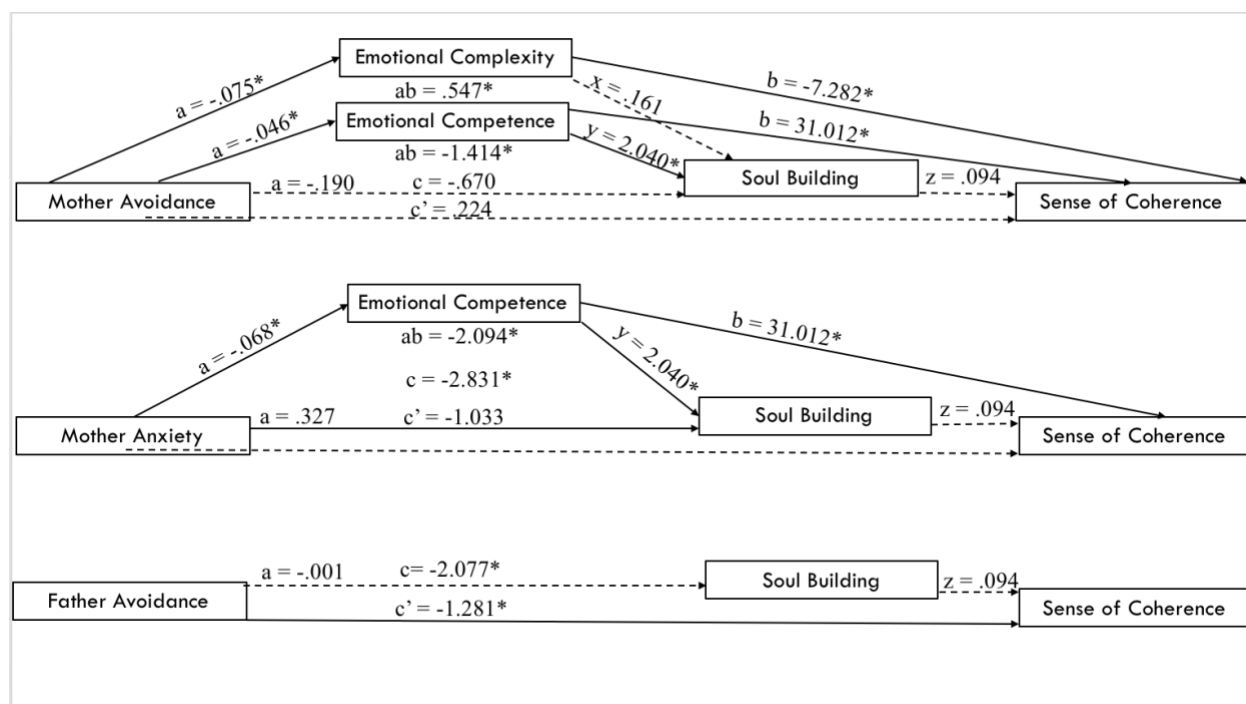 Emotional Complexity
a = -.075*
ab = .547*
x = .161
b = -7.282*
Emotional Competence
a = -.046*
ab = -1.414*
y = 2.040*
b = 31.012*
Soul Building
z = .094
a = -.190
c = -.670
Mother Avoidance
c’ = .224
Sense of Coherence
Emotional Competence
a = -.068*
ab = -2.094*
y = 2.040*
b = 31.012*
c = -2.831*
a = .327
c’ = -1.033
Soul Building
z = .094
Mother Anxiety
Sense of Coherence
a = -.001
c= -2.077*
Soul Building
z = .094
Father Avoidance
c’ = -1.281*
Sense of Coherence